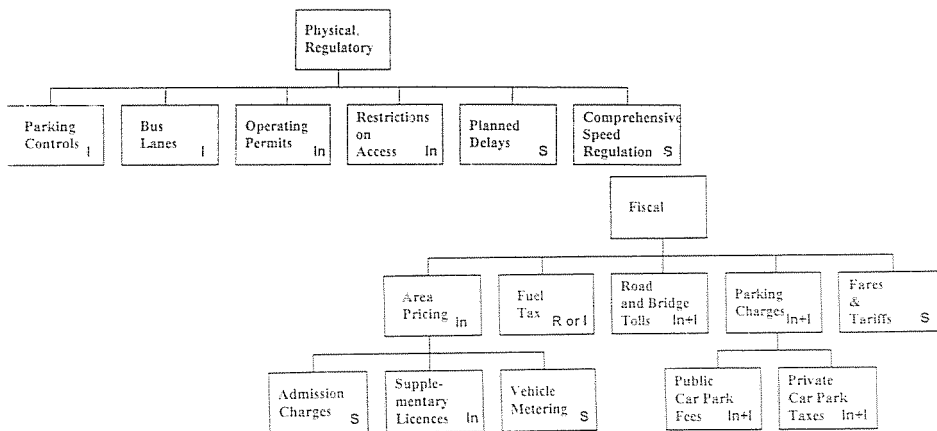 Physical,
Regulatory
Parking
Controls I
Bus
Lanes I
Operating
Permits In
Restrictions
on
Access In
Planned
Delays S
Comprehensive
Speed
Regulation S
Fiscal
Area
Pricing In
Fuel
Tax R or I
Road
and Bridge
Tolls In+I
Parking
Charges In+I
Fares
&
Tariffs S
Admission
Charges S
Supple-
mentary
Licences In
Vehicle
Metering S
Public
Car Park
Fees In+I
Private
Car Park
Taxes In+I